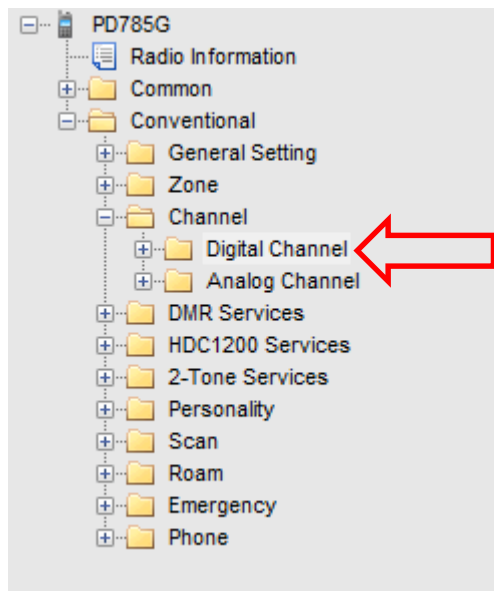 PD785G
Radio Information
Common
Conventional
General Setting
Zone
Channel
Digital Channel
Analog Channel
DMR Services
HDC1200 Services
2-Tone Services
Personality
Scan
Roam
Emergency
Phone